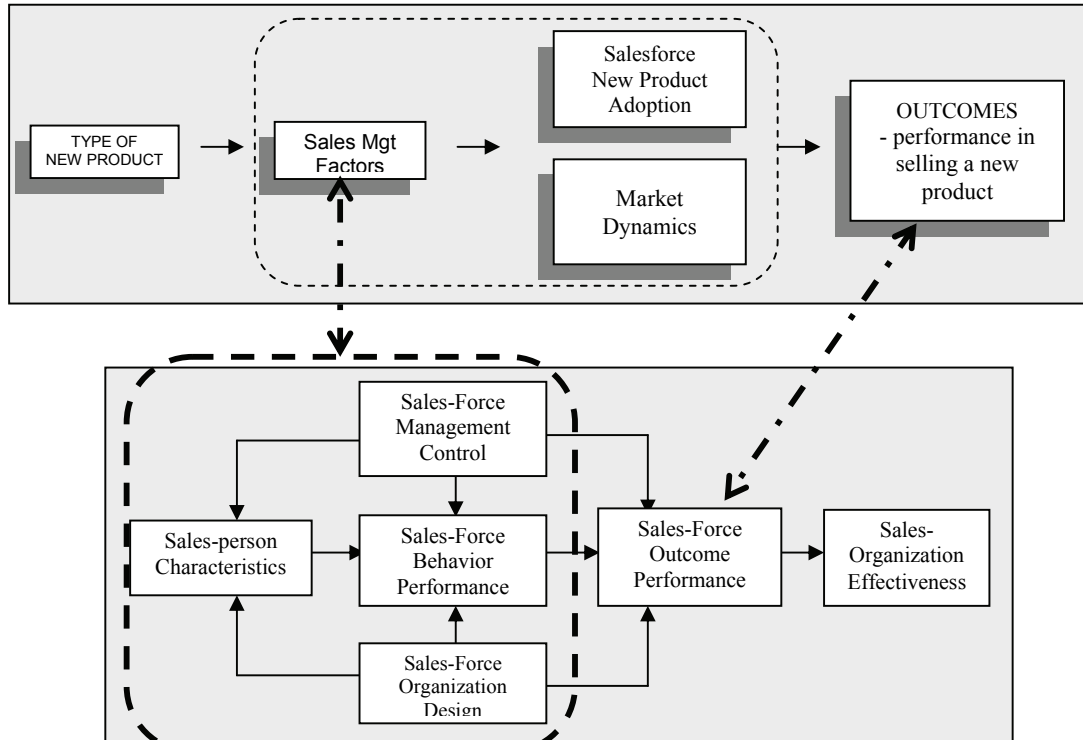 TYPE OF
NEW PRODUCT
Sales Mgt
Factors
Salesforce
New Product
Adoption
Market
Dynamics
OUTCOMES
- performance in
selling a new
product
Sales-Force
Management
Control
Sales-person
Characteristics
Sales-Force
Behavior
Performance
Sales-Force
Outcome
Performance
Sales-
Organization
Effectiveness
Sales-Force
Organization
Design